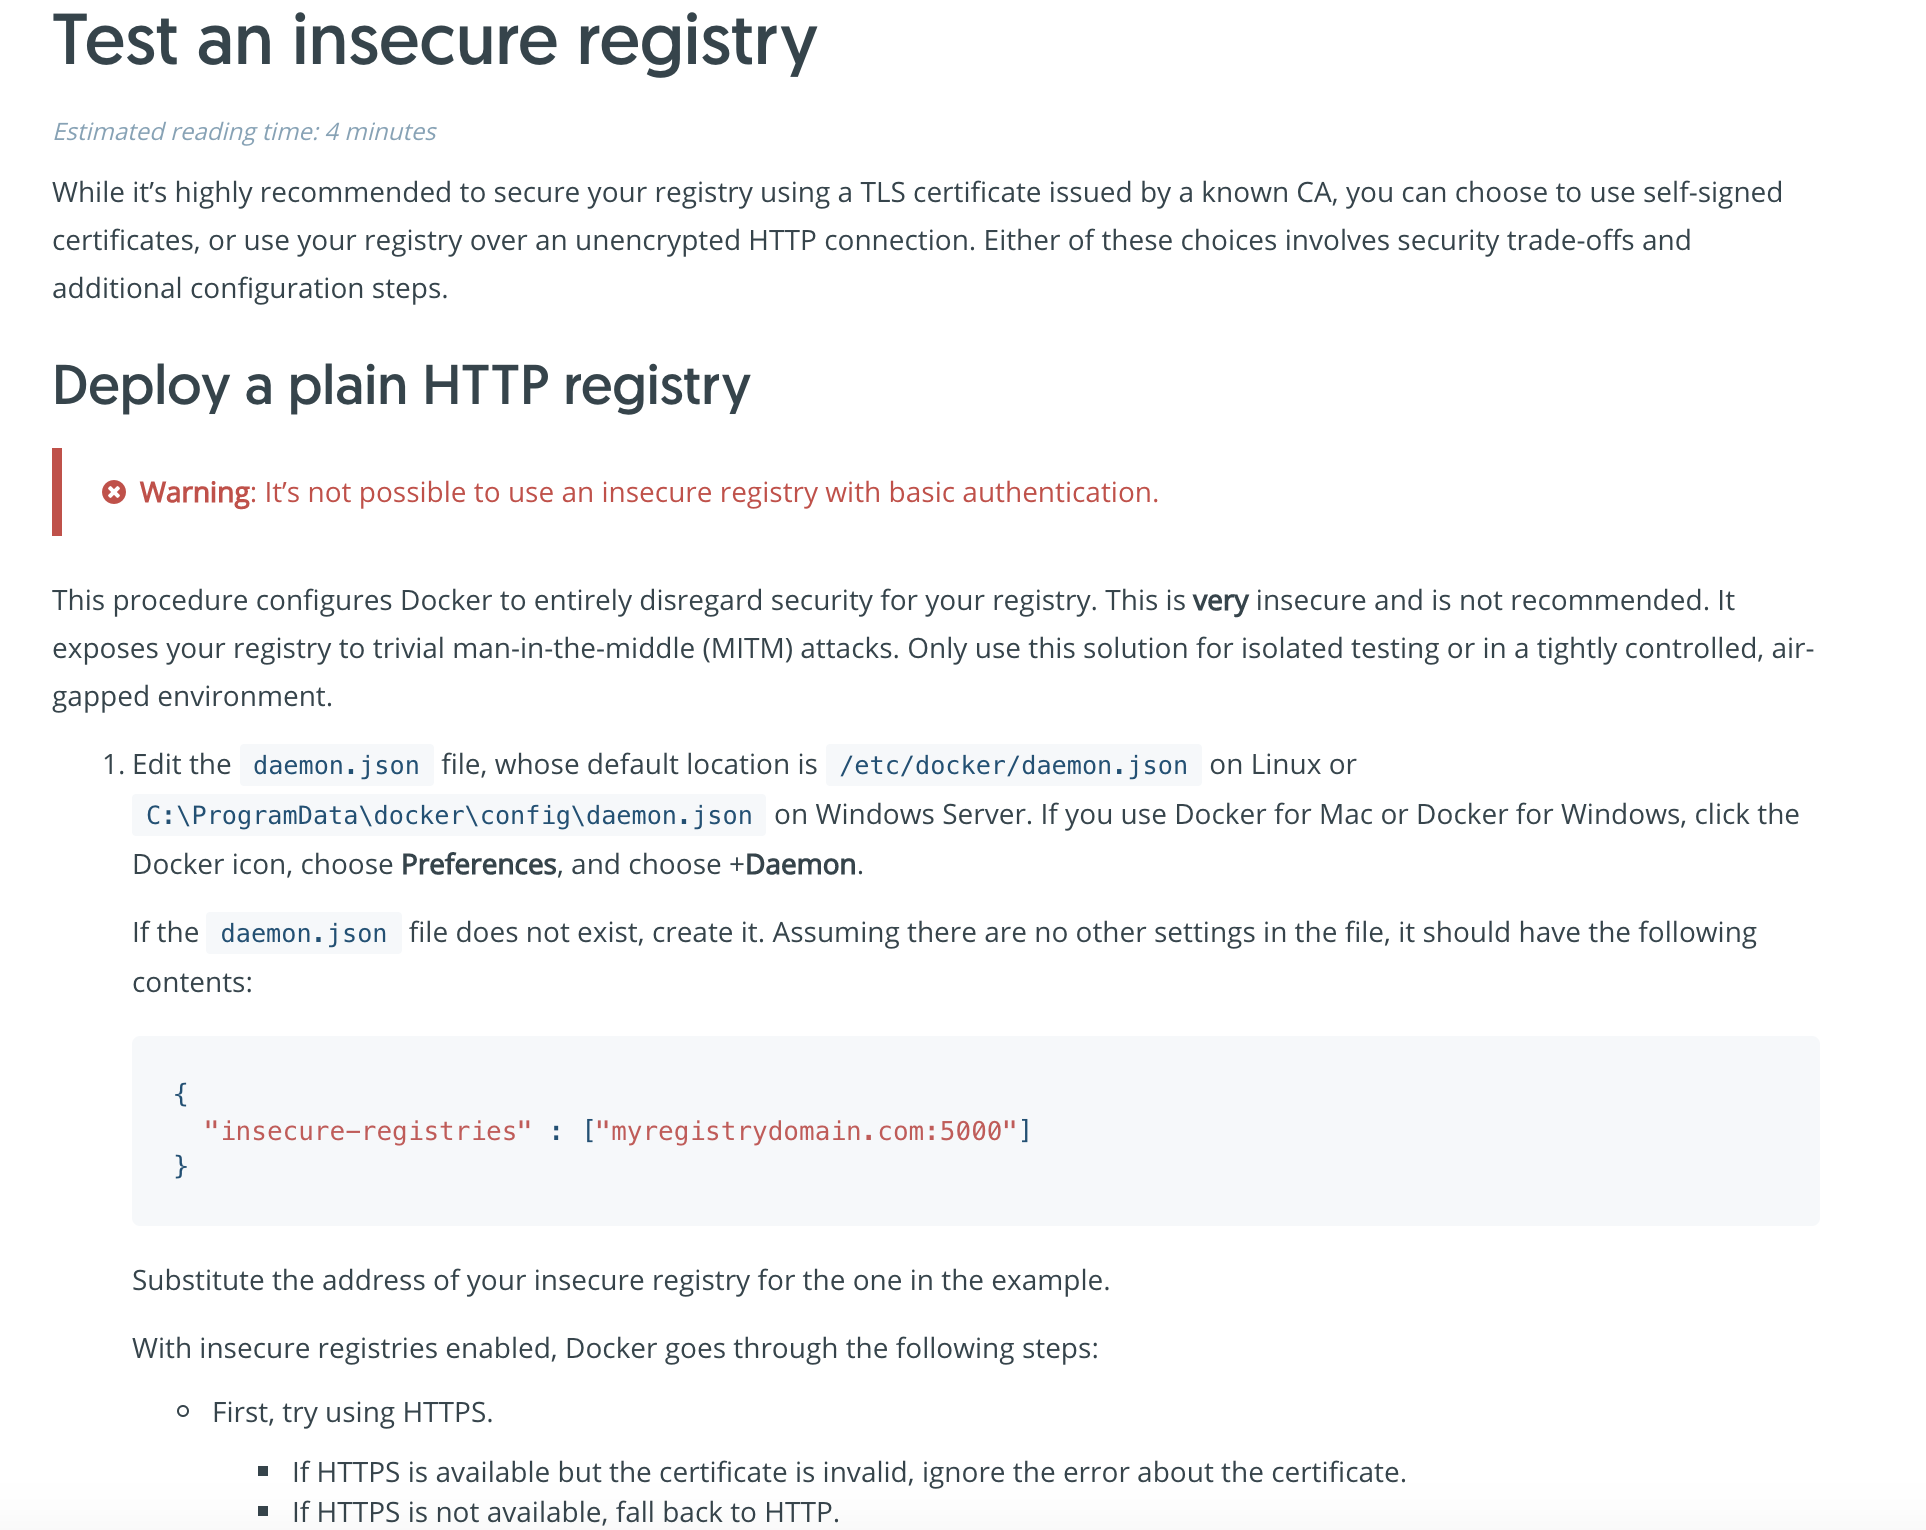 Test an insecure registry
Estimated reading time: 4 minutes
While it’s highly recommended to secure your registry using a TLS certificate issued by a known CA, you can choose to use self-signed
certificates, or use your registry over an unencrypted HTTP connection. Either of these choices involves security trade-offs and
additional configuration steps.
Deploy a plain HTTP registry
Warning: It’s not possible to use an insecure registry with basic authentication.
This procedure configures Docker to entirely disregard security for your registry. This is very insecure and is not recommended. It
exposes your registry to trivial man-in-the-middle (MITM) attacks. Only use this solution for isolated testing or in a tightly controlled, air-
gapped environment.
1. Edit the daemon.json file, whose default location is /etc/docker/daemon.json on Linux or
C:\ProgramData\docker\config\daemon.json on Windows Server. If you use Docker for Mac or Docker for Windows, click the
Docker icon, choose Preferences, and choose +Daemon.
If the daemon.json file does not exist, create it. Assuming there are no other settings in the file, it should have the following
contents:
{
"insecure-registries" : ["myregistrydomain.com:5000"]
}
Substitute the address of your insecure registry for the one in the example.
With insecure registries enabled, Docker goes through the following steps:
First, try using HTTPS.
If HTTPS is available but the certificate is invalid, ignore the error about the certificate.
If HTTPS is not available, fall back to HTTP.